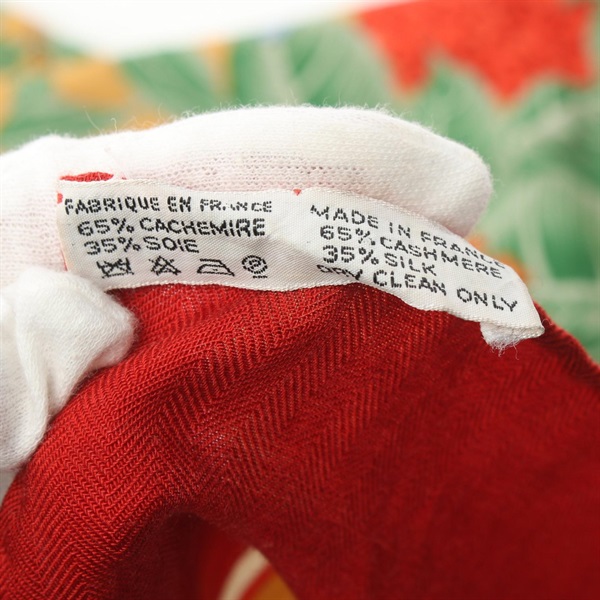 FABRIQUE EN FRANCE
65% CACHEMIRE
35% SOIE
MADE IN FRANCE
65% CASHMERE
35% SILK
DRY CLEAN ONLY